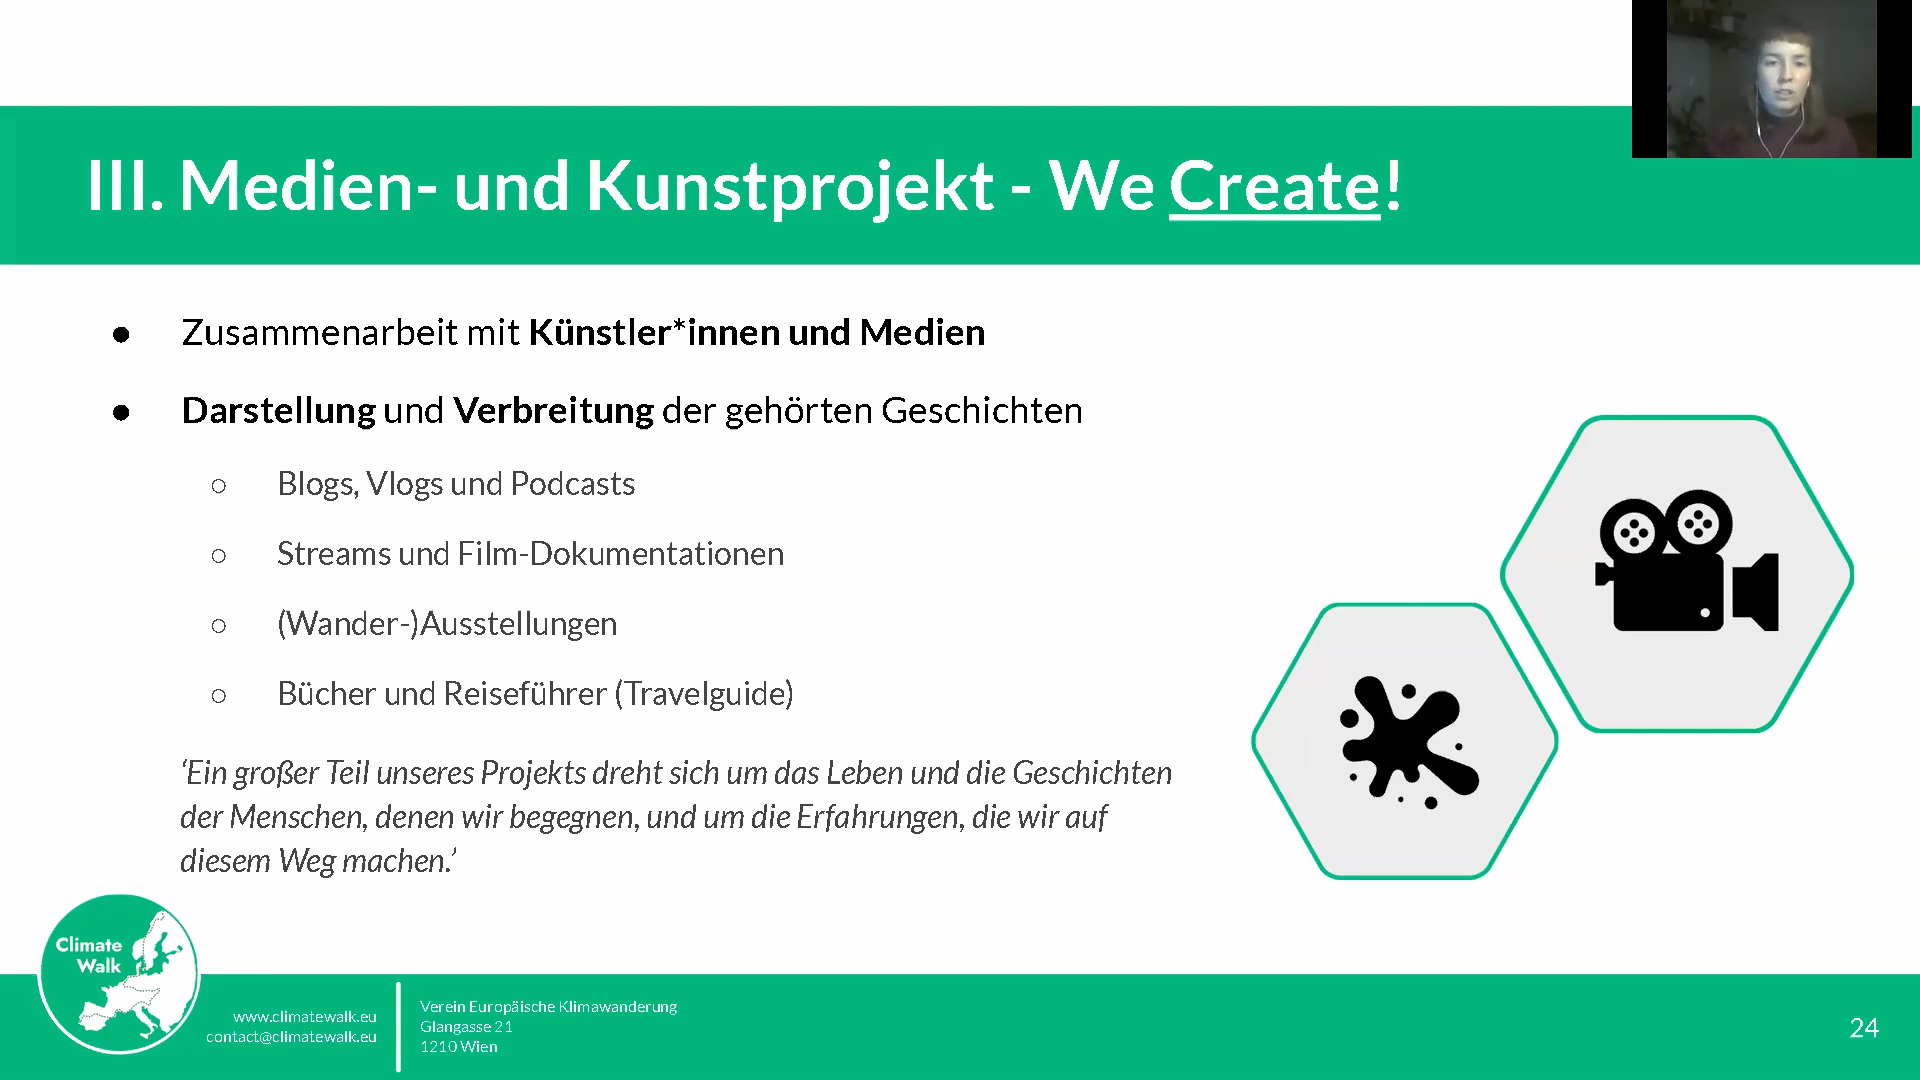 III. Medien- und Kunstprojekt - We Create!
● Zusammenarbeit mit Künstler*innen und Medien
● Darstellung und Verbreitung der gehörten Geschichten
○ Blogs, Vlogs und Podcasts
○ Streams und Film-Dokumentationen
○ (Wander-)Ausstellungen
○ Bücher und Reiseführer (Travelguide)
‘Ein großer Teil unseres Projekts dreht sich um das Leben und die Geschichten
der Menschen, denen wir begegnen, und um die Erfahrungen, die wir auf
diesem Weg machen.’
Climate
Walk
www.climatewalk.eu
contact@climatewalk.eu
Verein Europäische Klimawanderung
Glangasse 21
1210 Wien
24